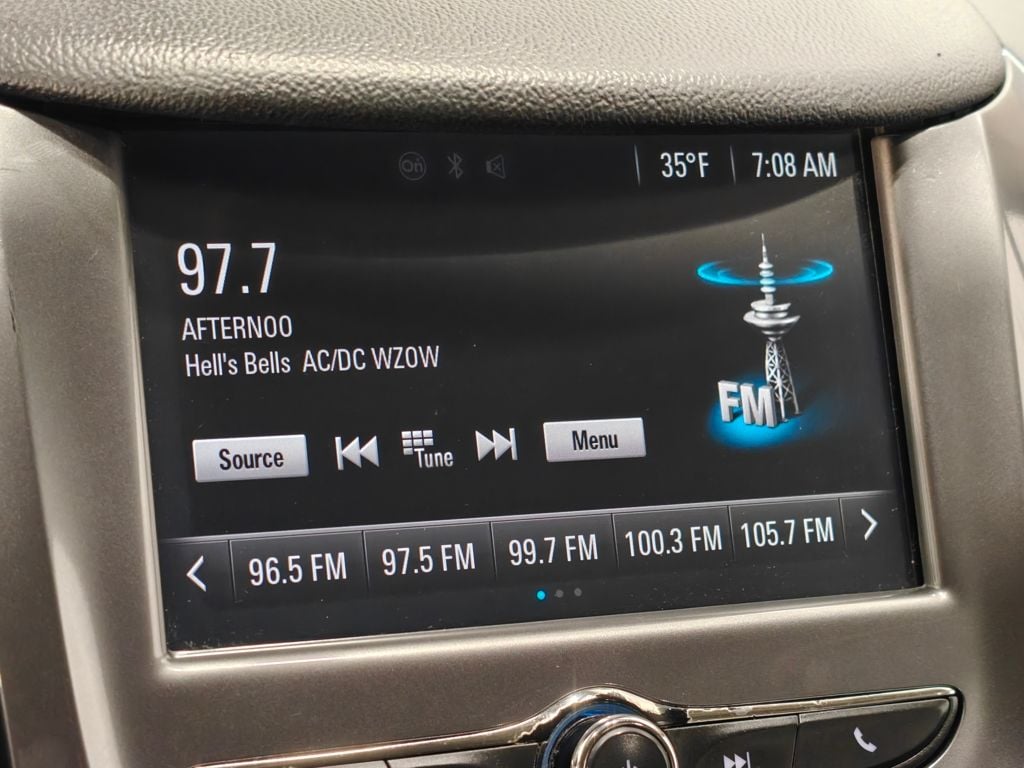 On
35°F 7:08 AM
97.7
AFTERNOO
Hell's Bells AC/DC WZOW
FM
Source Tune Menu
96.5 FM 97.5 FM 99.7 FM 100.3 FM 105.7 FM